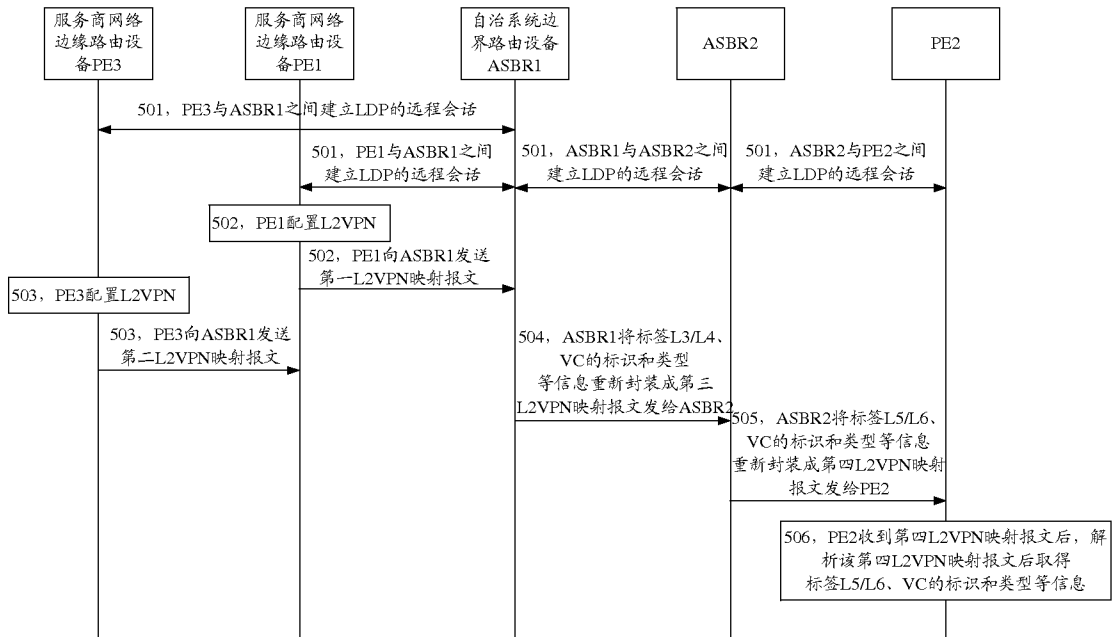 服务商网络
边缘路由设
备PE3
服务商网络
边缘路由设
备PE1
自治系统边
界路由设备
ASBR1
ASBR2
PE2
501，PE3与ASBR1之间建立LDP的远程会话
501，PE1与ASBR1之间
建立LDP的远程会话
501，ASBR1与ASBR2之间
建立LDP的远程会话
501，ASBR2与PE2之间
建立LDP的远程会话
502，PE1配置L2VPN
502，PE1向ASBR1发送
第一L2VPN映射报文
503，PE3配置L2VPN
503，PE3向ASBR1发送
第二L2VPN映射报文
504，ASBR1将标签L3/L4、
VC的标识和类型
等信息重新封装成第三
L2VPN映射报文发给ASBR2
505，ASBR2将标签L5/L6、
VC的标识和类型等信息
重新封装成第四L2VPN映射
报文发给PE2
506，PE2收到第四L2VPN映射报文后，解
析该第四L2VPN映射报文后取得
标签L5/L6、VC的标识和类型等信息